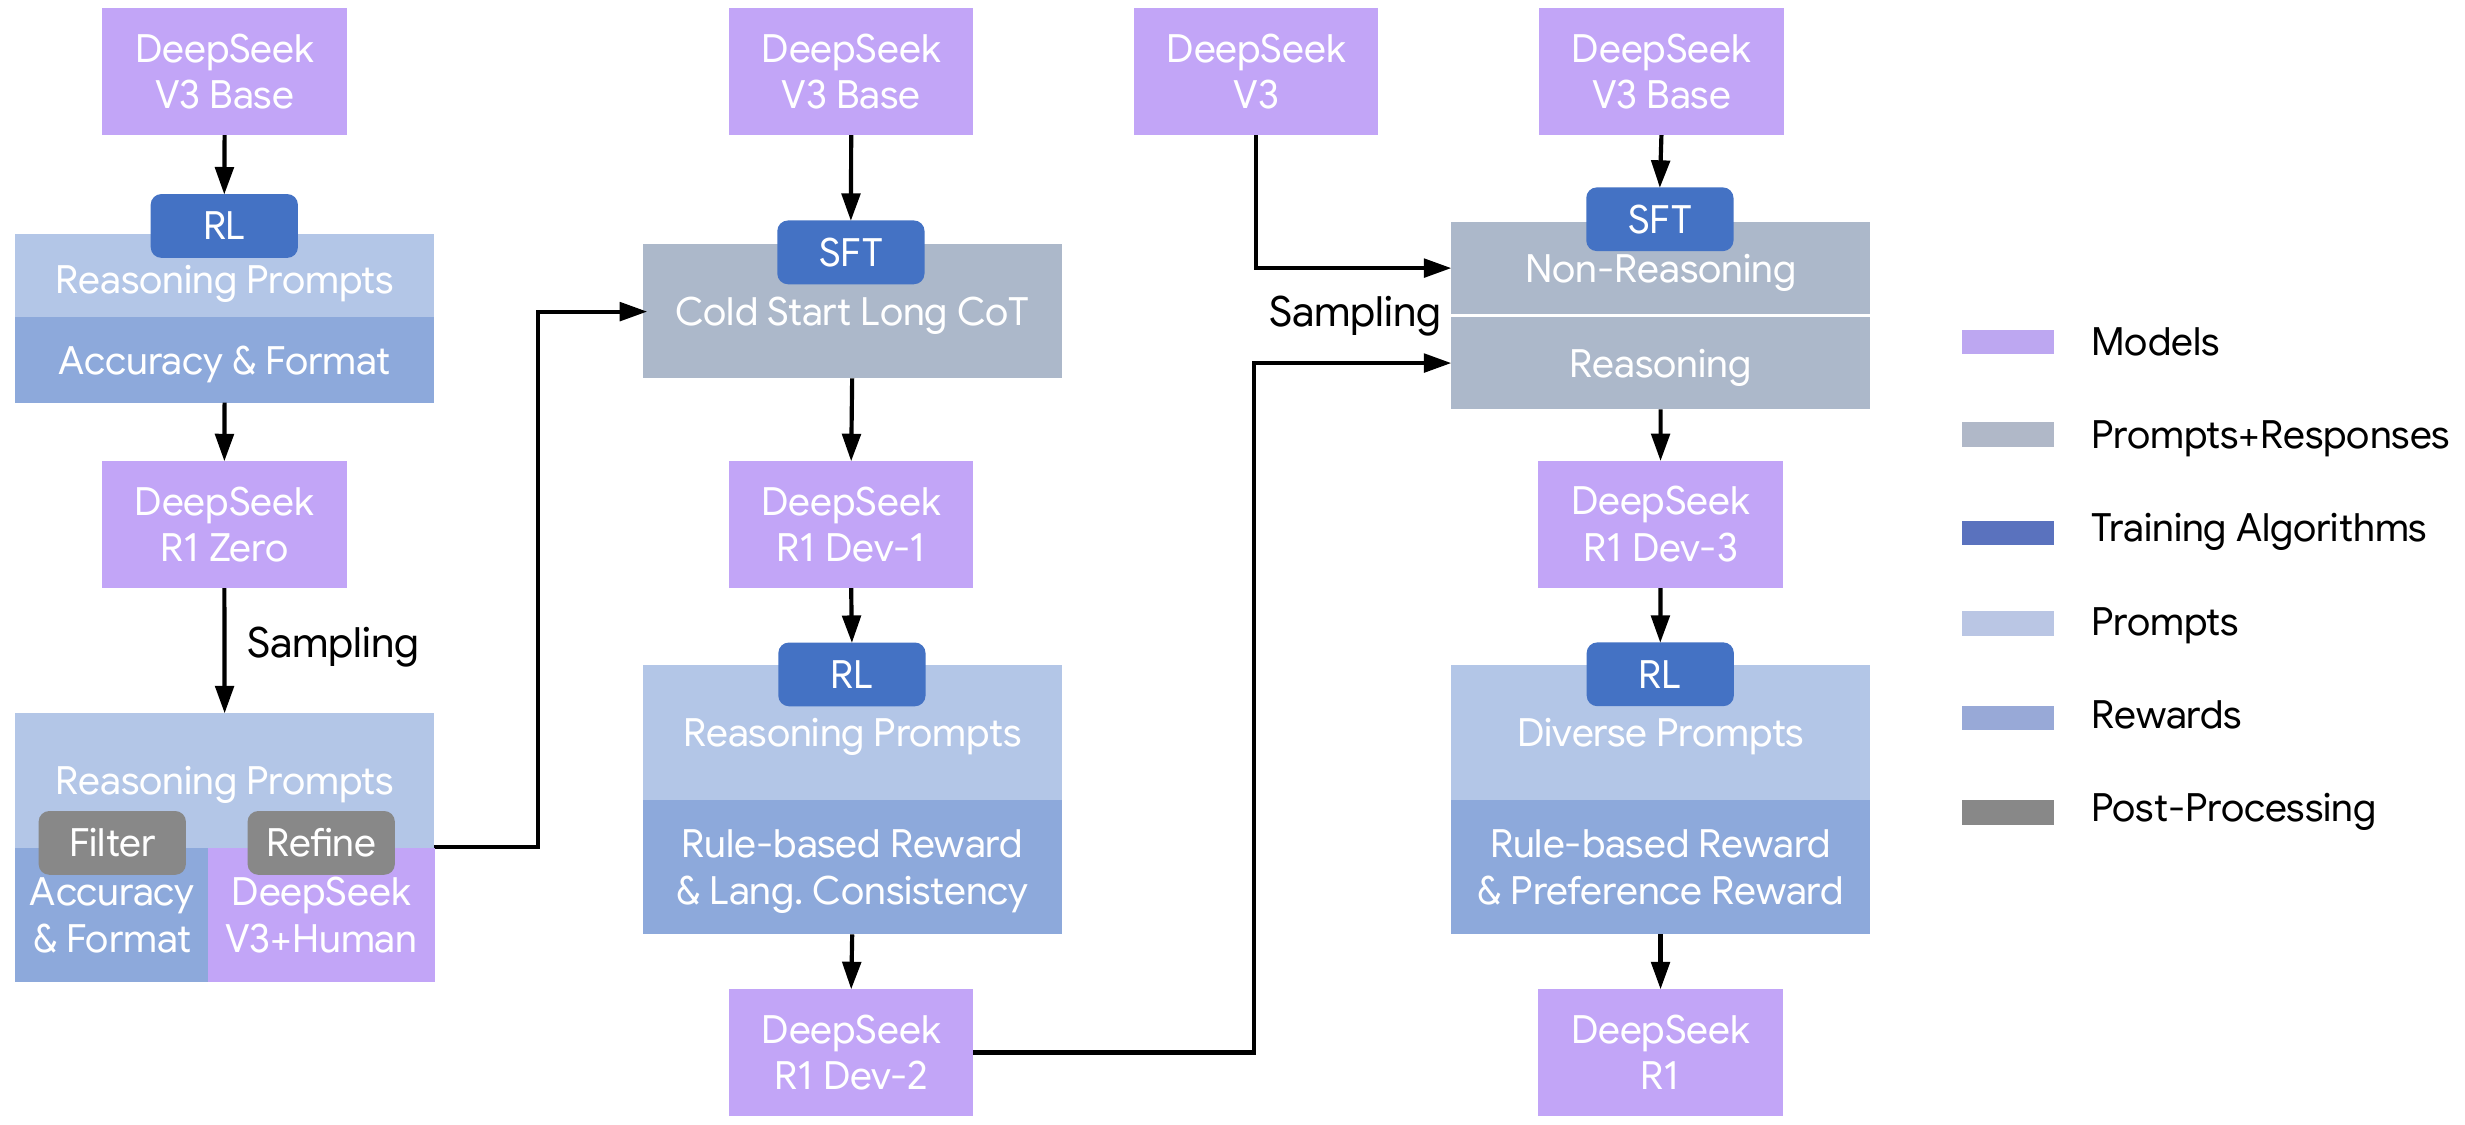 DeepSeek
V3 Base
RL
Reasoning Prompts
Accuracy & Format
DeepSeek
R1 Zero
Sampling
Reasoning Prompts
Filter
Refine
Accuracy
& Format
DeepSeek
V3+Human
DeepSeek
V3 Base
SFT
Cold Start Long CoT
DeepSeek
R1 Dev-1
RL
Reasoning Prompts
Rule-based Reward
& Lang. Consistency
DeepSeek
R1 Dev-2
DeepSeek
V3
Sampling
DeepSeek
V3 Base
SFT
Non-Reasoning
Reasoning
DeepSeek
R1 Dev-3
RL
Diverse Prompts
Rule-based Reward
& Preference Reward
DeepSeek
R1
Models
Prompts+Responses
Training Algorithms
Prompts
Rewards
Post-Processing